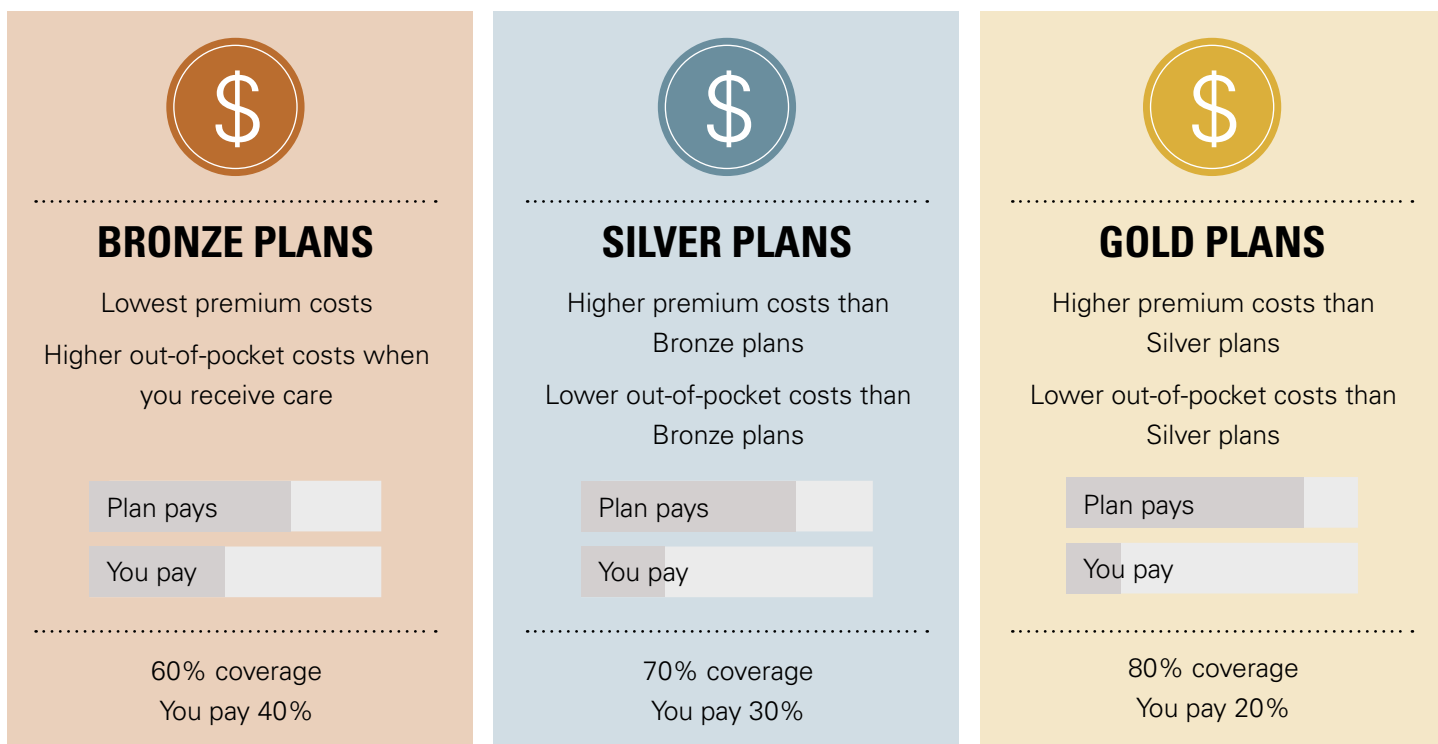 $
BRONZE PLANS
Lowest premium costs
Higher out-of-pocket costs when
you receive care
Plan pays
You pay
60% coverage
You pay 40%
$
SILVER PLANS
Higher premium costs than
Bronze plans
Lower out-of-pocket costs than
Bronze plans
Plan pays
You pay
70% coverage
You pay 30%
$
GOLD PLANS
Higher premium costs than
Silver plans
Lower out-of-pocket costs than
Silver plans
Plan pays
You pay
80% coverage
You pay 20%